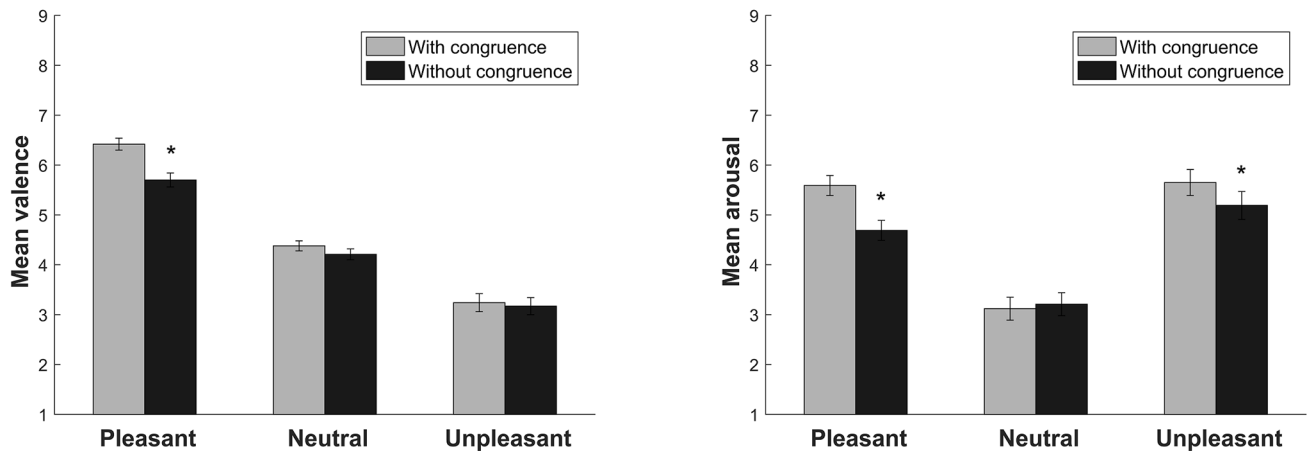 Mean valence
9
8
7
6
5
4
3
2
1
With congruence
Without congruence
*
Pleasant Neutral Unpleasant
Mean arousal
9
8
7
6
5
4
3
2
1
With congruence
Without congruence
*
*
Pleasant Neutral Unpleasant